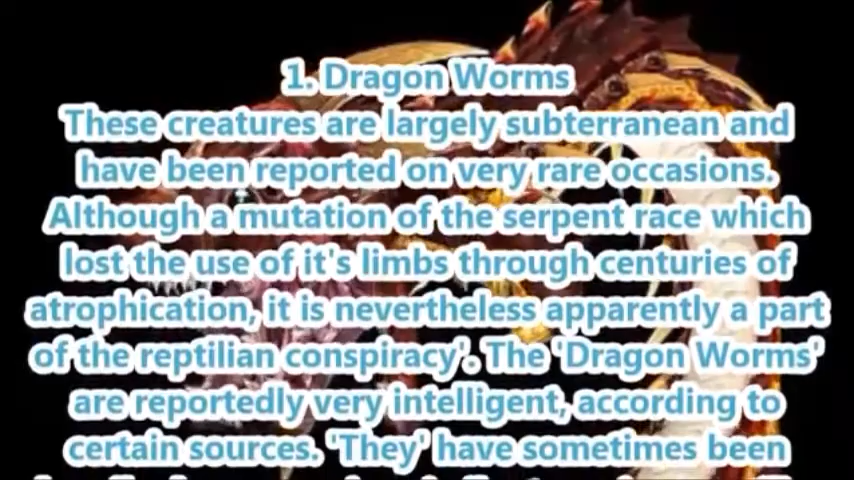 1. Dragon Worms
These creatures are largely subterranean and
have been reported on very rare occasions.
Although a mutation of the serpent race which
lost the use of it's limbs through centuries of
atrophication, it is nevertheless apparently a part
of the reptilian conspiracy'. The 'Dragon Worms'
are reportedly very intelligent, according to
certain sources. 'They' have sometimes been